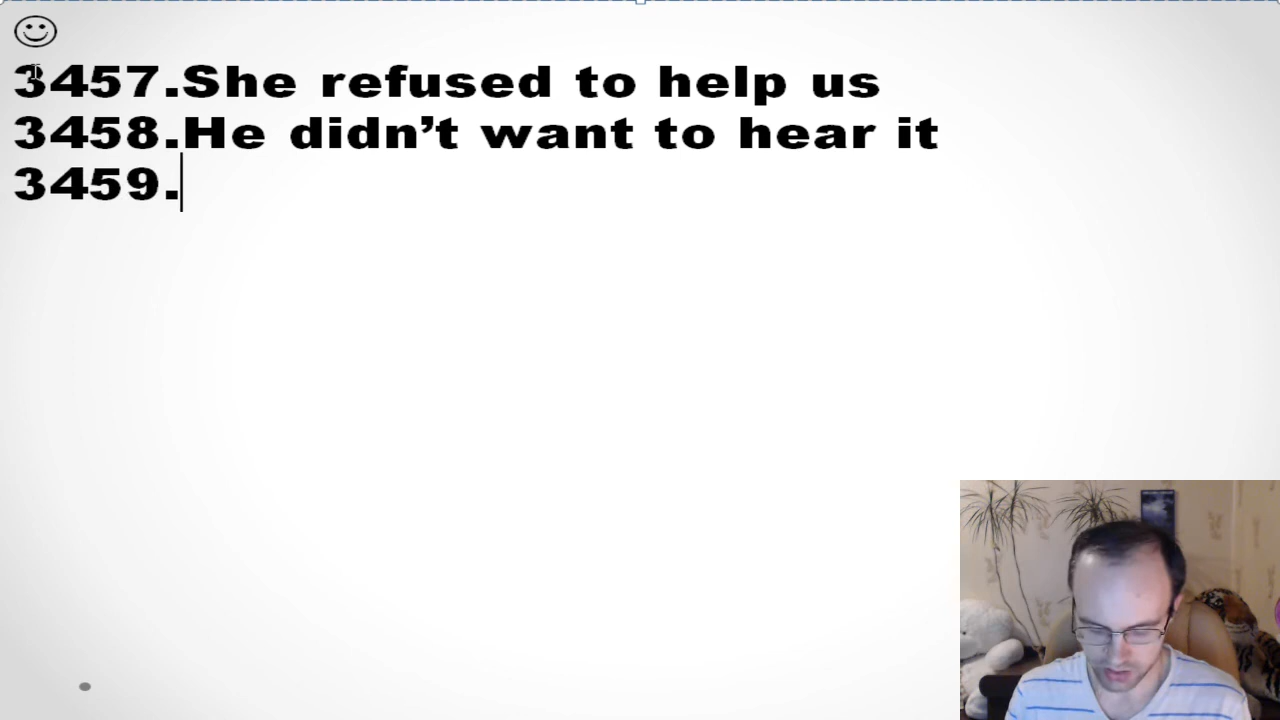 3457.She refused to help us
3458.He didn’t want to hear it
3459.